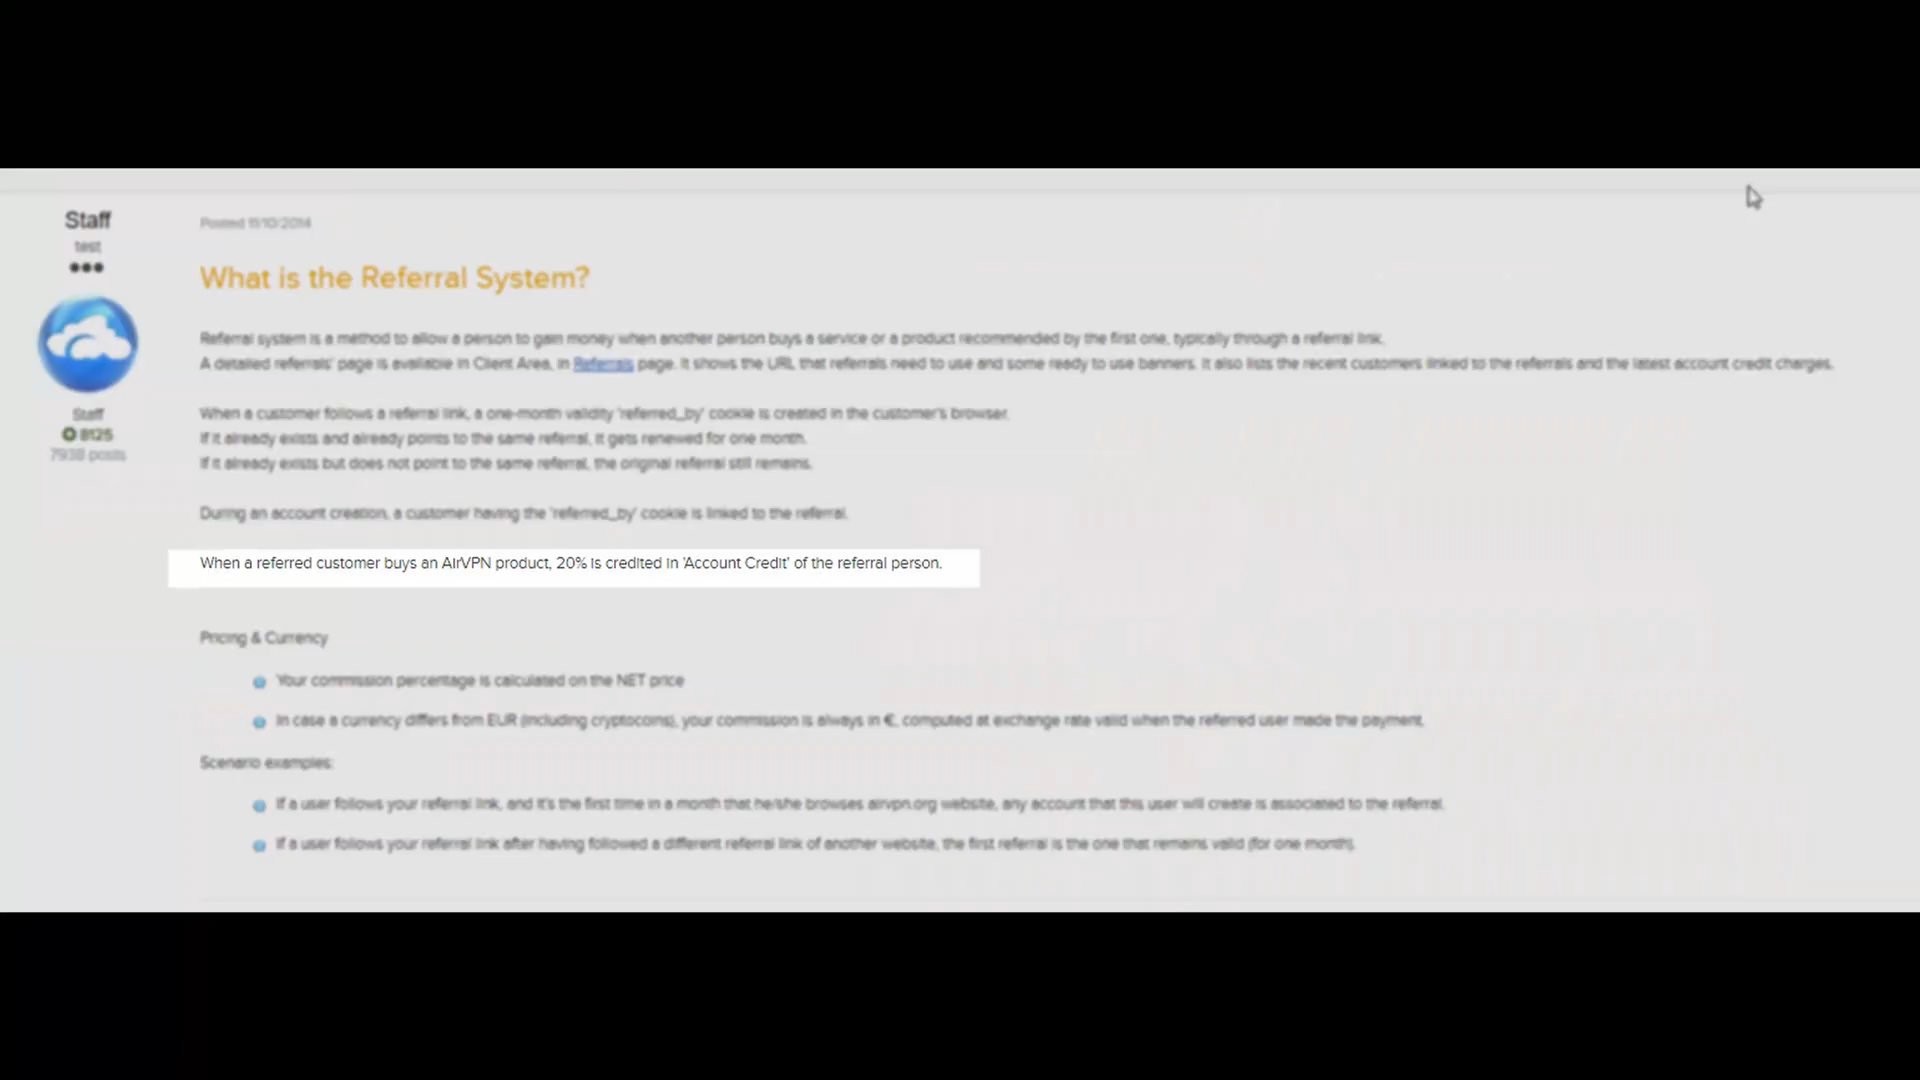 Staff
test
Posted 11/10/2014
What is the Referral System?
Referral system is a method to allow a person to gain money when another person buys a service or a product recommended by the first one, typically through a referral link.
A detailed referrals' page is available in Client Area, in Referrals page. It shows the URL that referrals need to use and some ready to use banners. It also lists the recent customers linked to the referrals and the latest account credit charges.
When a customer follows a referral link, a one-month validity 'referred_by' cookie is created in the customer's browser.
Staff
8125
If it already exists and already points to the same referral, it gets renewed for one month.
7938 posts
If it already exists but does not point to the same referral, the original referral still remains.
During an account creation, a customer having the 'referred_by' cookie is linked to the referral.
When a referred customer buys an AirVPN product, 20% is credited in 'Account Credit' of the referral person.
Pricing & Currency
Your commission percentage is calculated on the NET price
In case a currency differs from EUR (including cryptocoins), your commission is always in €, computed at exchange rate valid when the referred user made the payment.
Scenario examples:
If a user follows your referral link, and it's the first time in a month that he/she browses airvpn.org website, any account that this user will create is associated to the referral.
If a user follows your referral link after having followed a different referral link of another website, the first referral is the one that remains valid (for one month).